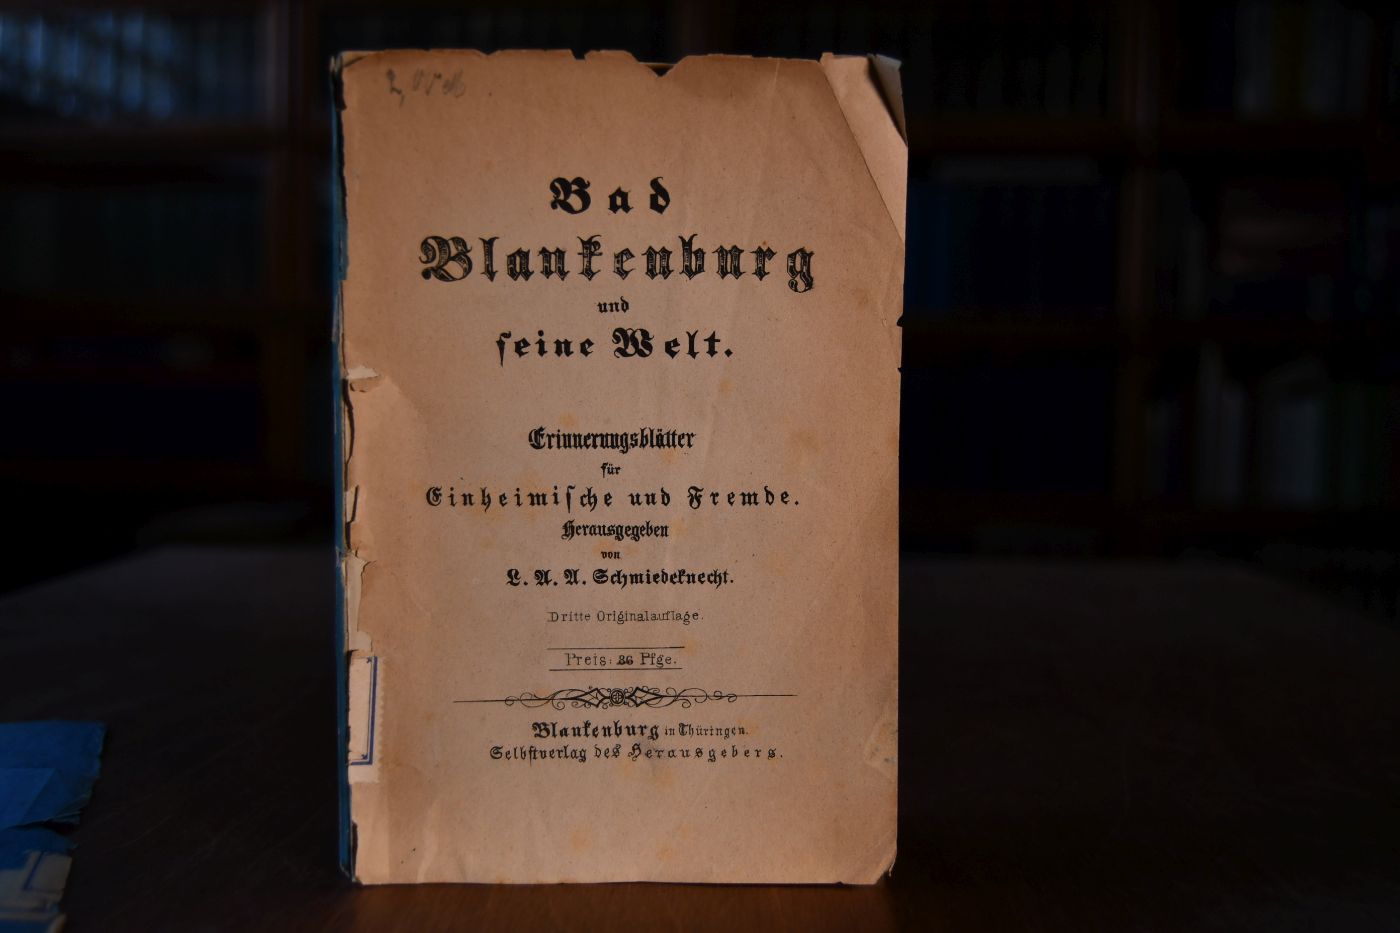 Bad
Blankenburg
und
ſeine Welt.
Erinnerungsblätter
für
Einheimiſche und Fremde.
Herausgegeben
von
L. A. A. Schmiedeknecht.
Dritte Originalauflage.
Preis: 36 Pfge.
Blankenburg in Thüringen.
Selbſtverlag des Herausgebers.